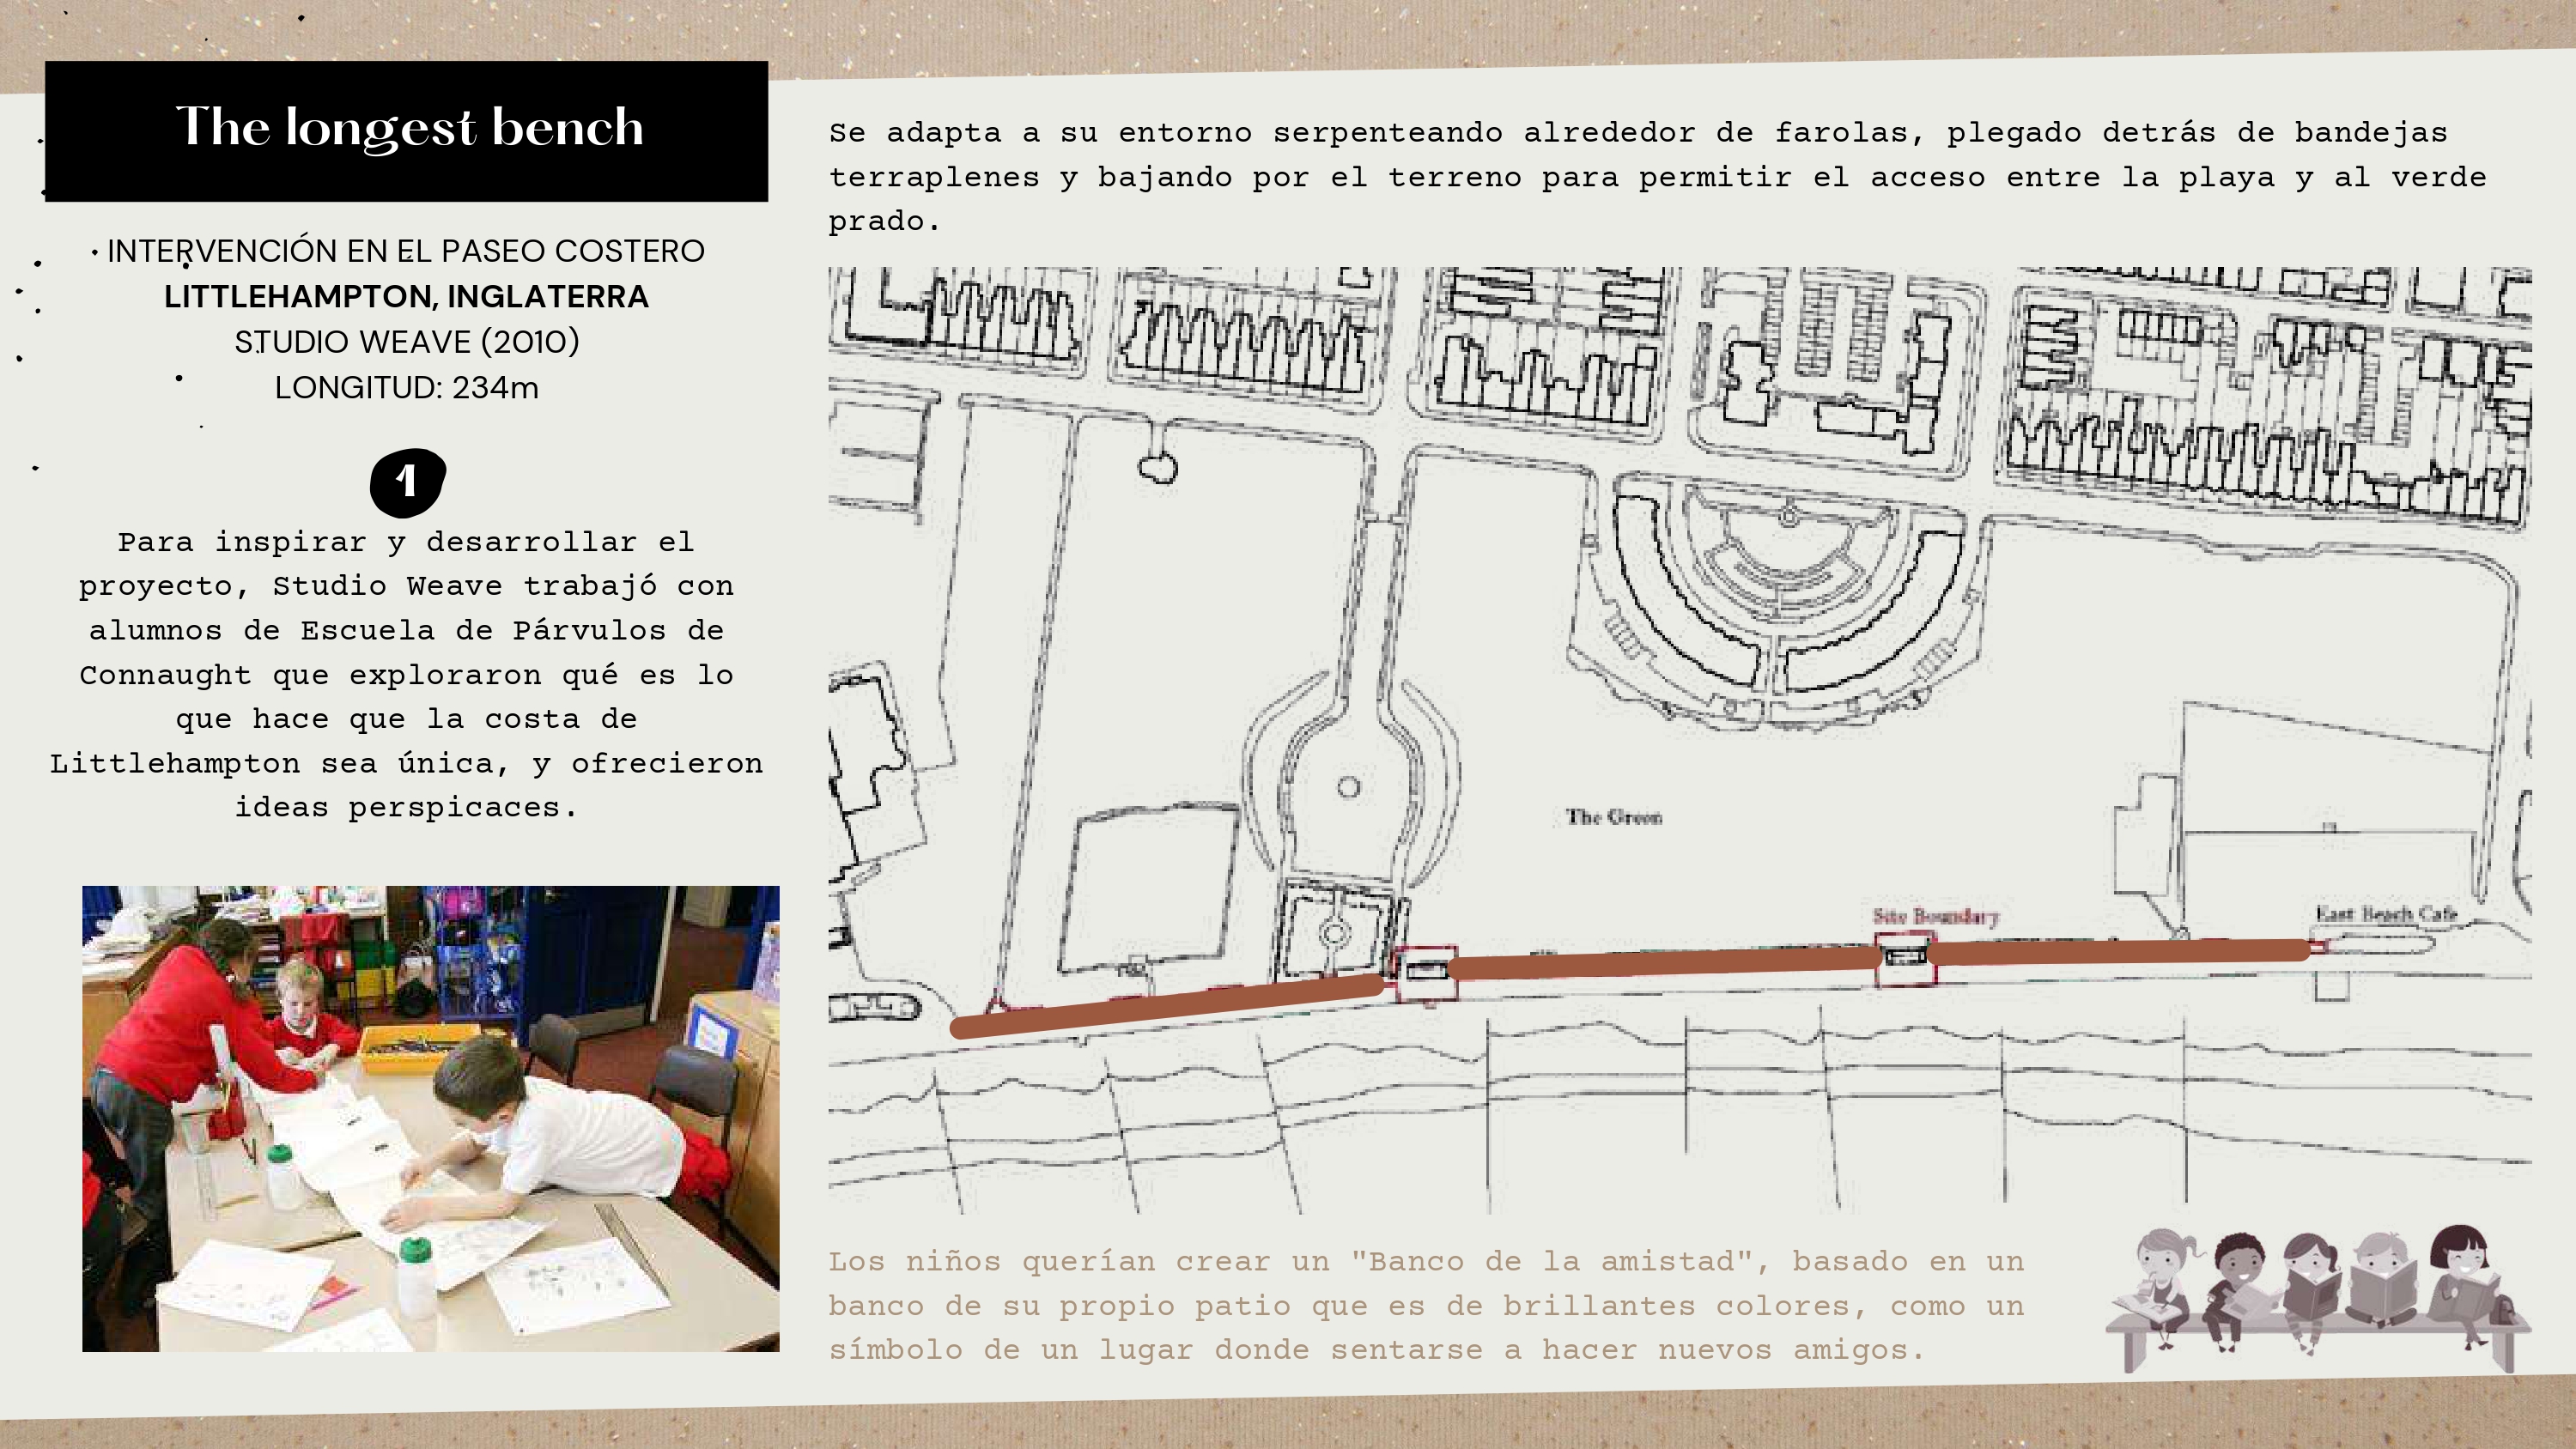 The longest bench
INTERVENCIÓN EN EL PASEO COSTERO
LITTLEHAMPTON, INGLATERRA
STUDIO WEAVE (2010)
LONGITUD: 234m
1
Para inspirar y desarrollar el
proyecto, Studio Weave trabajó con
alumnos de Escuela de Párvulos de
Connaught que exploraron qué es lo
que hace que la costa de
Littlehampton sea única, y ofrecieron
ideas perspicaces.
Se adapta a su entorno serpenteando alrededor de farolas, plegado detrás de bandejas
terraplenes y bajando por el terreno para permitir el acceso entre la playa y al verde
prado.
The Green
Site Boundary
East Beach Cafe
Los niños querían crear un "Banco de la amistad", basado en un
banco de su propio patio que es de brillantes colores, como un
símbolo de un lugar donde sentarse a hacer nuevos amigos.